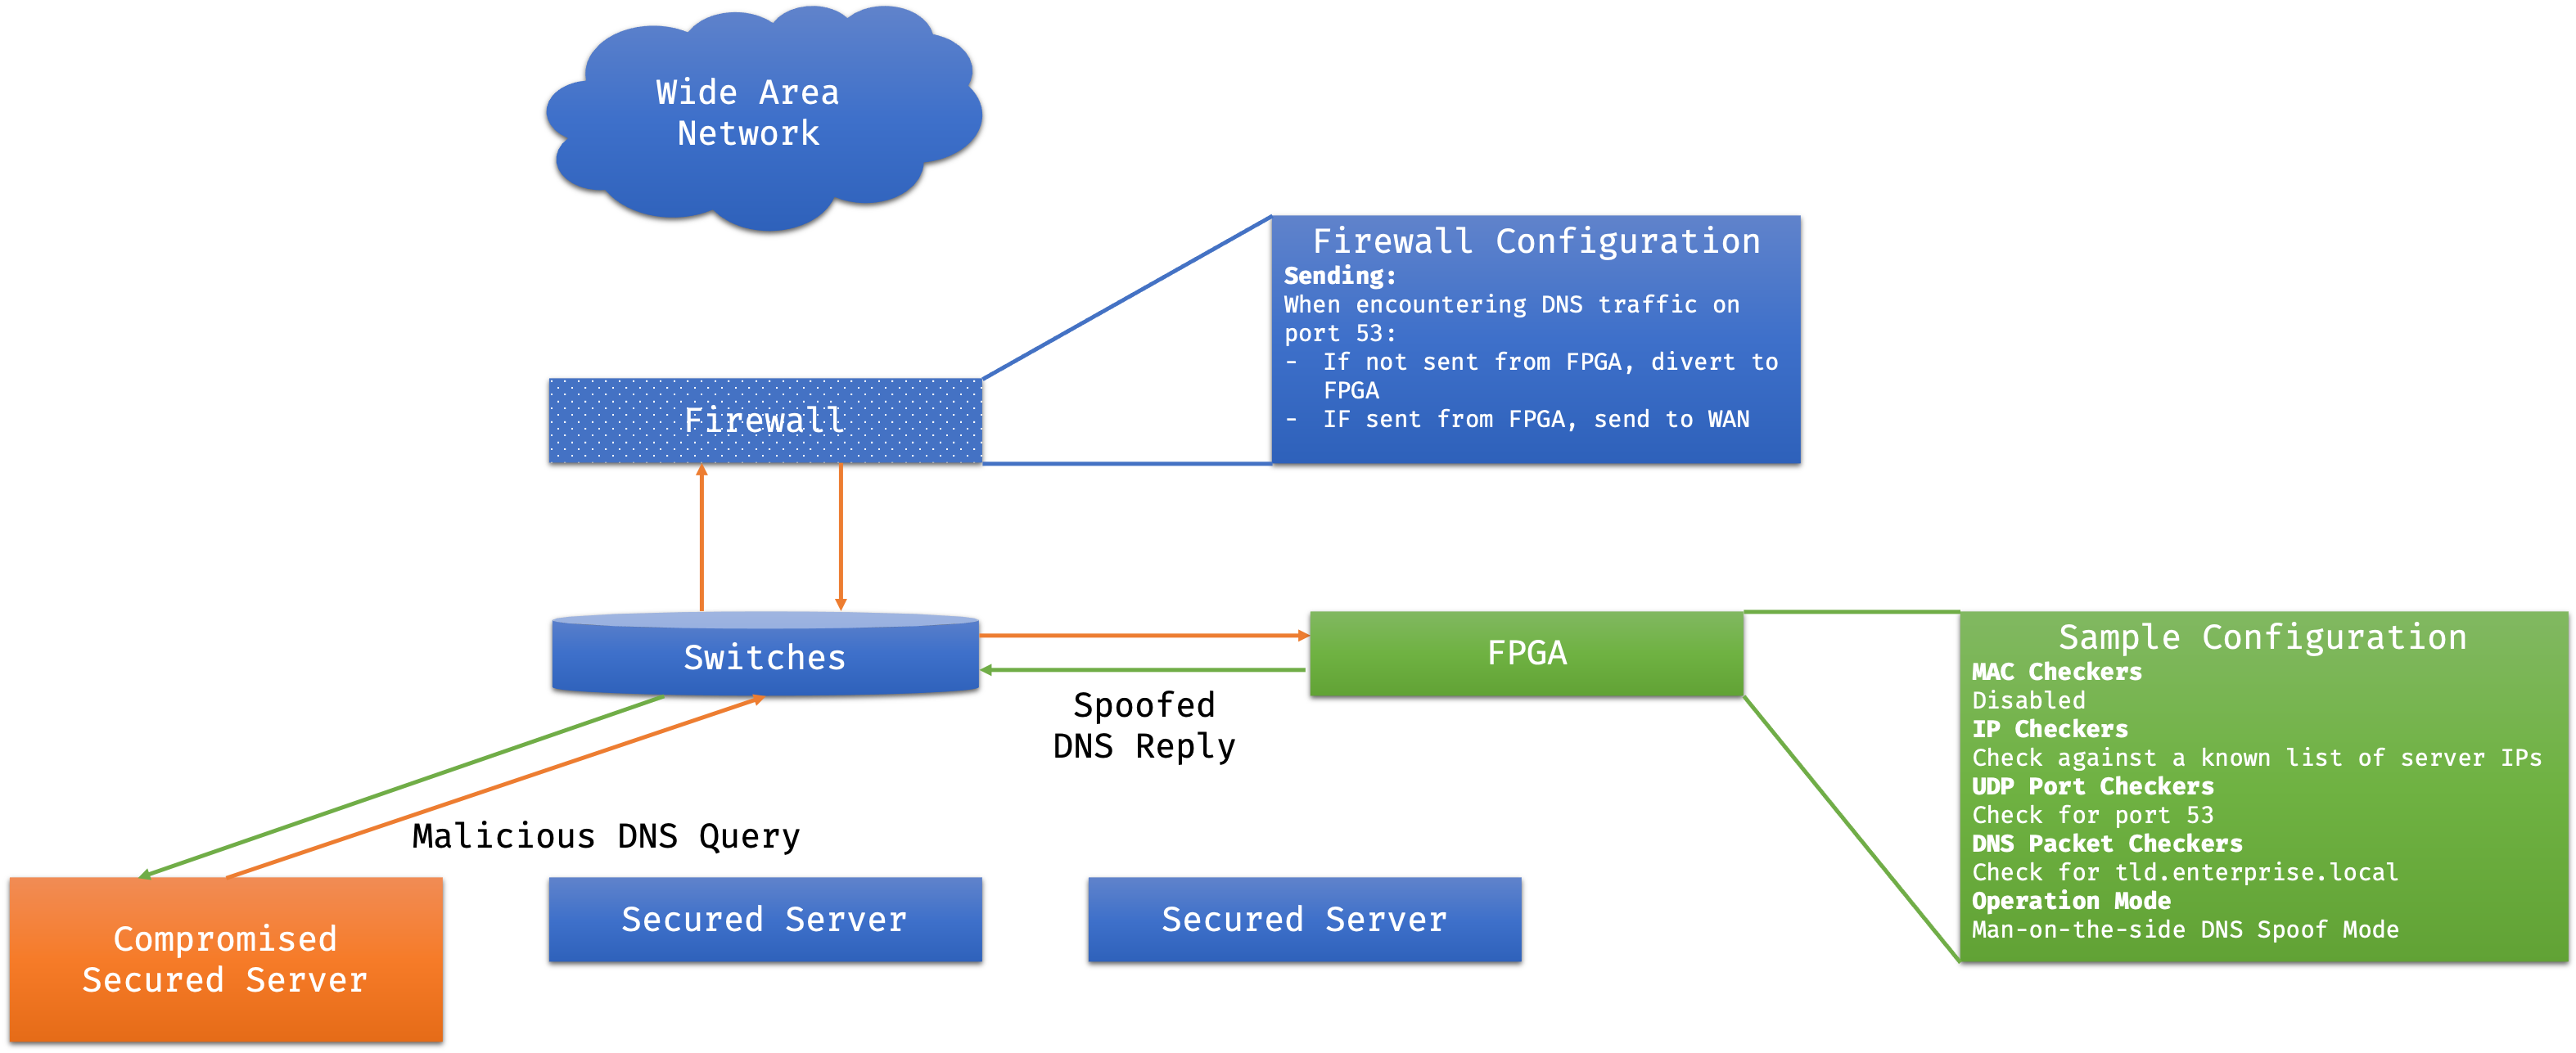 Wide Area
Network
Firewall Configuration
Sending:
When encountering DNS traffic on
port 53:
- If not sent from FPGA, divert to
FPGA
- IF sent from FPGA, send to WAN
Firewall
Switches
FPGA
Spoofed
DNS Reply
Sample Configuration
MAC Checkers
Disabled
IP Checkers
Check against a known list of server IPs
UDP Port Checkers
Check for port 53
DNS Packet Checkers
Check for tld.enterprise.local
Operation Mode
Man-on-the-side DNS Spoof Mode
Malicious DNS Query
Compromised
Secured Server
Secured Server
Secured Server